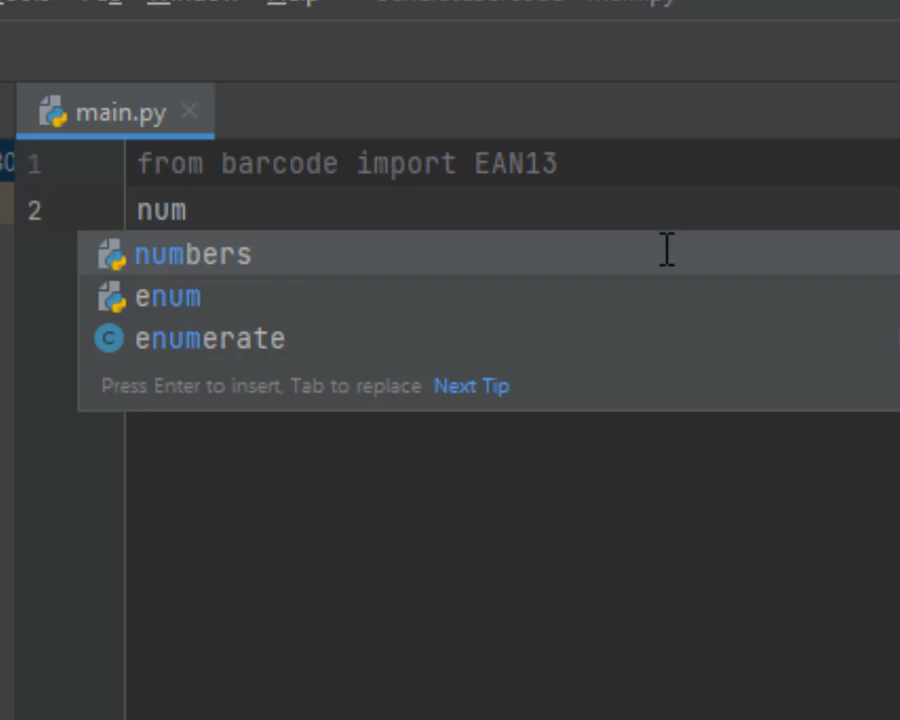 main.py
1 from barcode import EAN13
2 num
numbers
enum
enumerate
Press Enter to insert, Tab to replace Next Tip